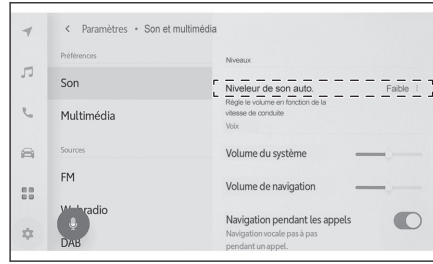 Paramètres • Son et multimédia
Préférences
Son
Multimédia
Sources
FM
Webradio
DAB
Niveaux
Niveleur de son auto. Faible
Règle le volume en fonction de la
vitesse de conduite
Voix
Volume du système
Volume de navigation
Navigation pendant les appels
Navigation vocale pas à pas
pendant un appel.